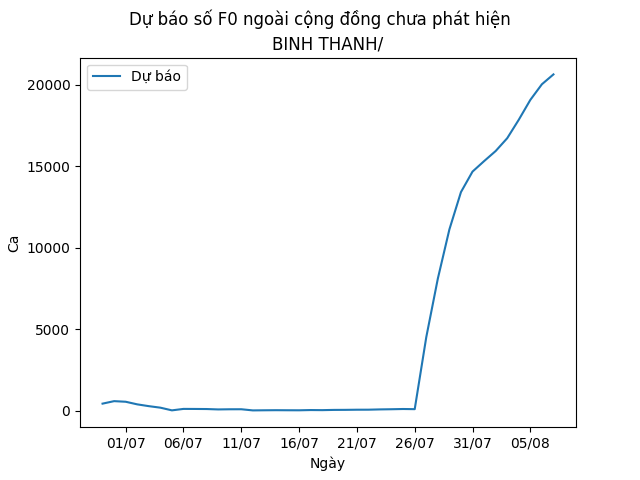 Dự báo số F0 ngoài cộng đồng chưa phát hiện
BINH THANH/
Dự báo
20000
15000
10000
5000
0
Ca
01/07 06/07 11/07 16/07 21/07 26/07 31/07 05/08
Ngày